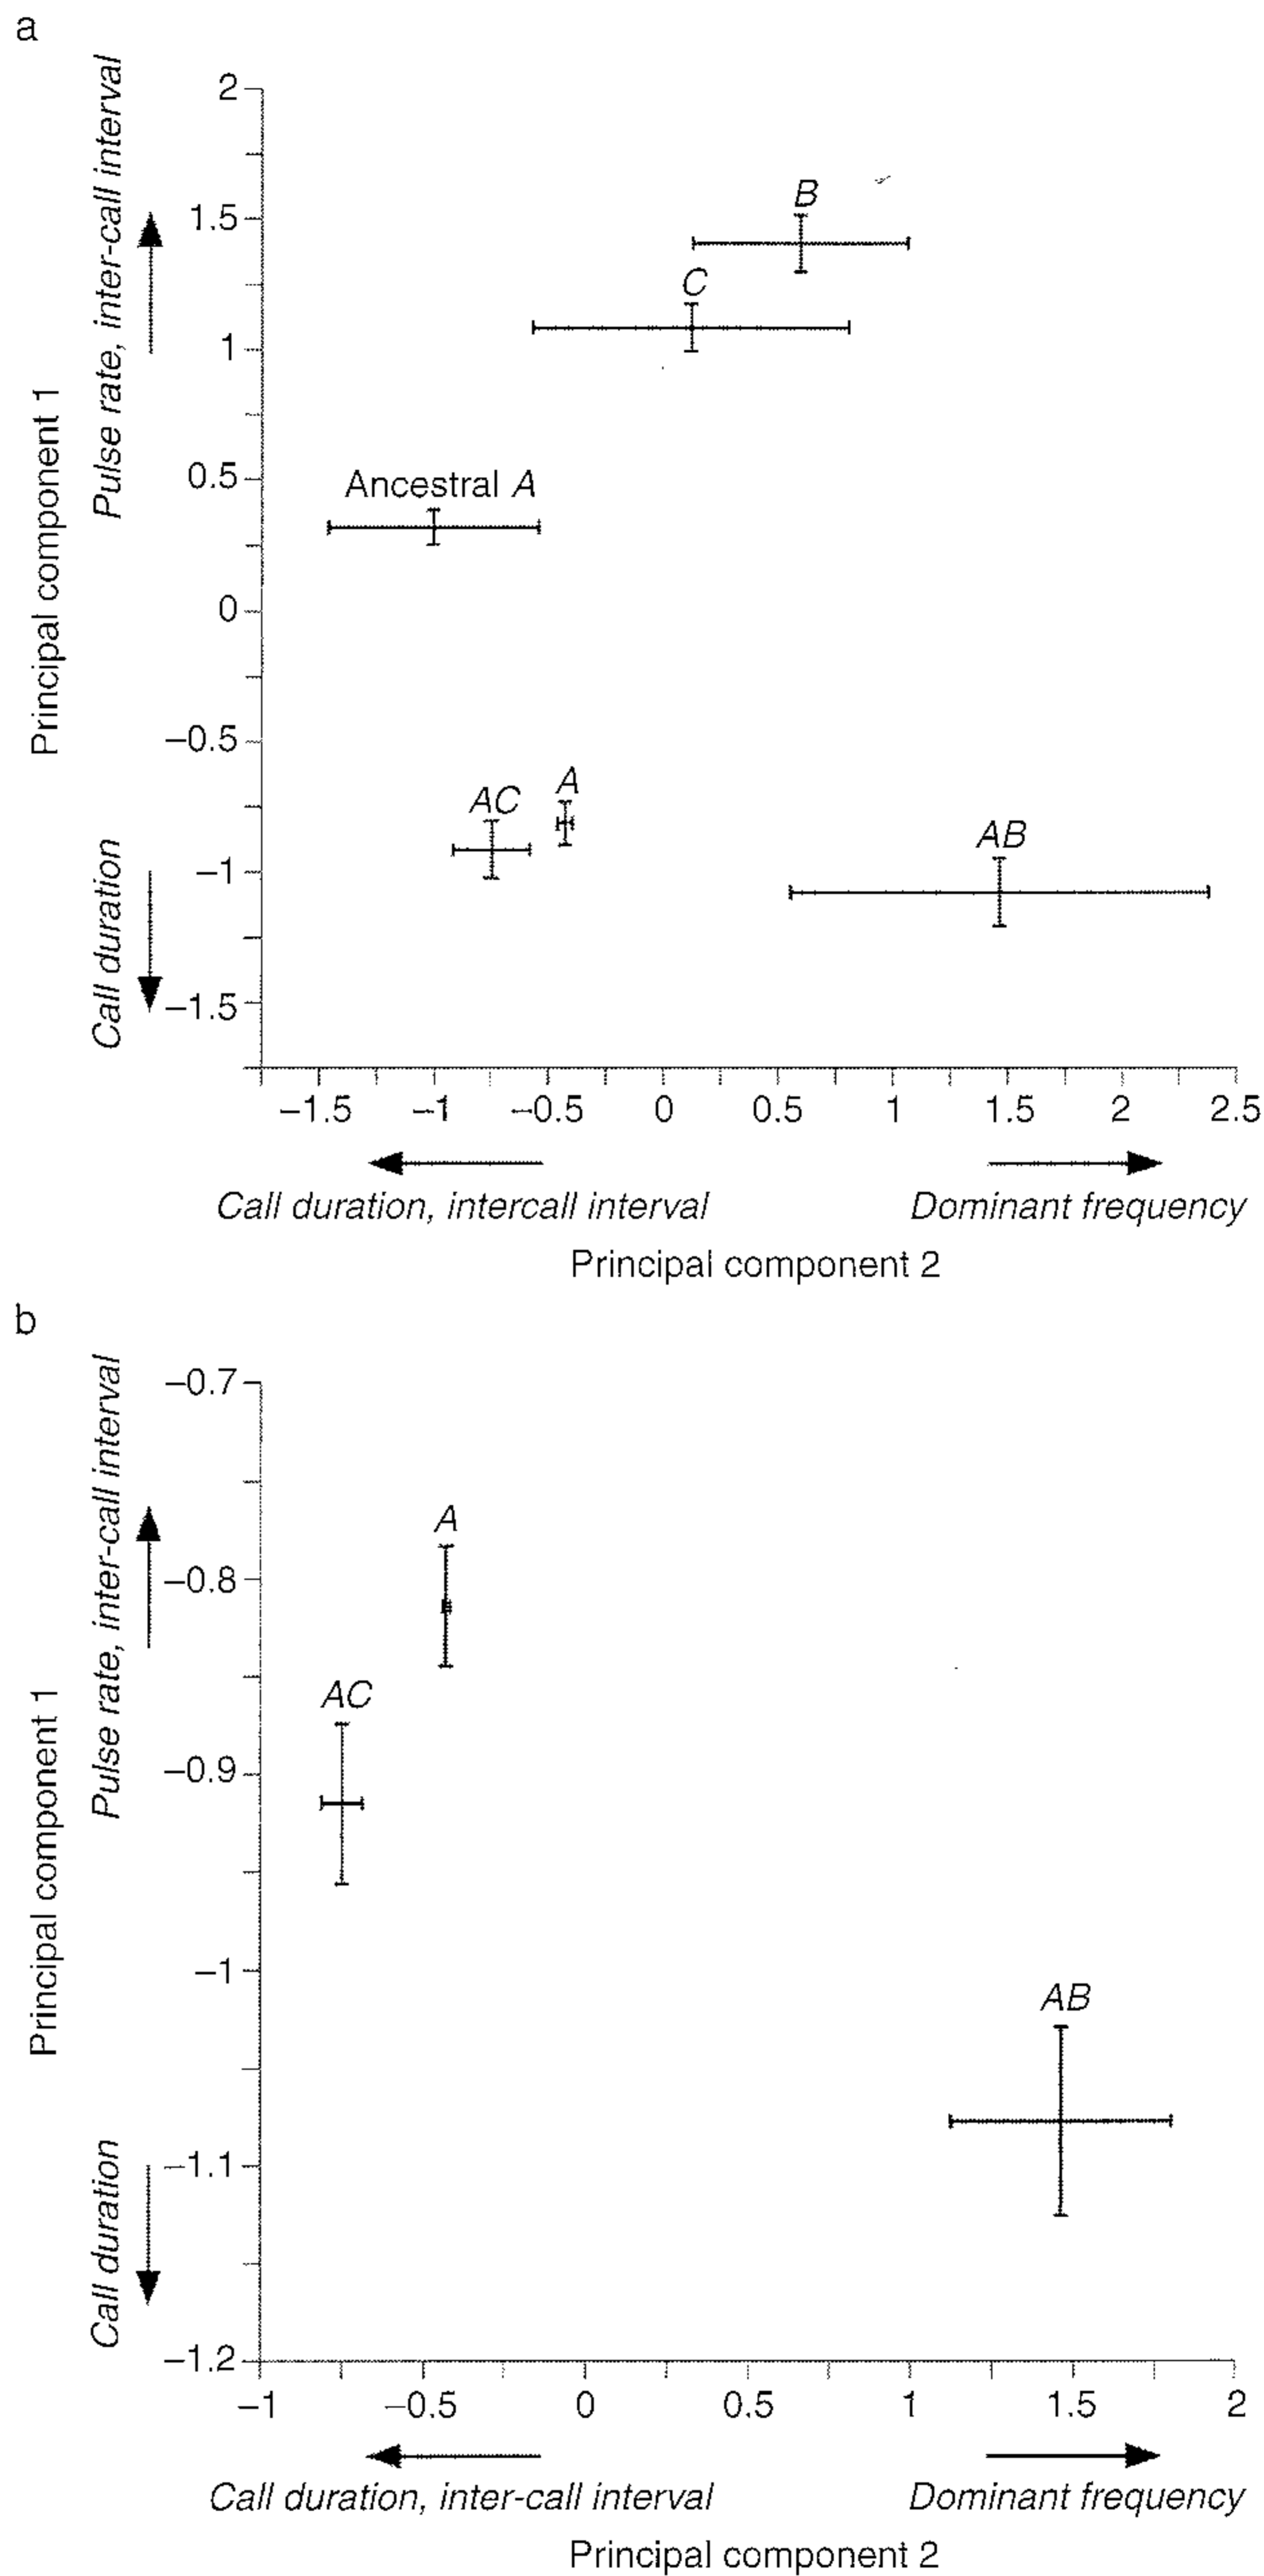 a
Principal component 1
Pulse rate, inter-call interval
Call duration
2
1.5
1
0.5
0
−0.5
−1
−1.5
B
C
Ancestral A
AC
A
AB
−1.5 −1 −0.5 0 0.5 1 1.5 2 2.5
Call duration, intercall interval Dominant frequency
Principal component 2
b
Principal component 1
Pulse rate, inter-call interval
Call duration
−0.7
−0.8
−0.9
−1
−1.1
−1.2
A
AC
AB
−1 −0.5 0 0.5 1 1.5 2
Call duration, inter-call interval Dominant frequency
Principal component 2